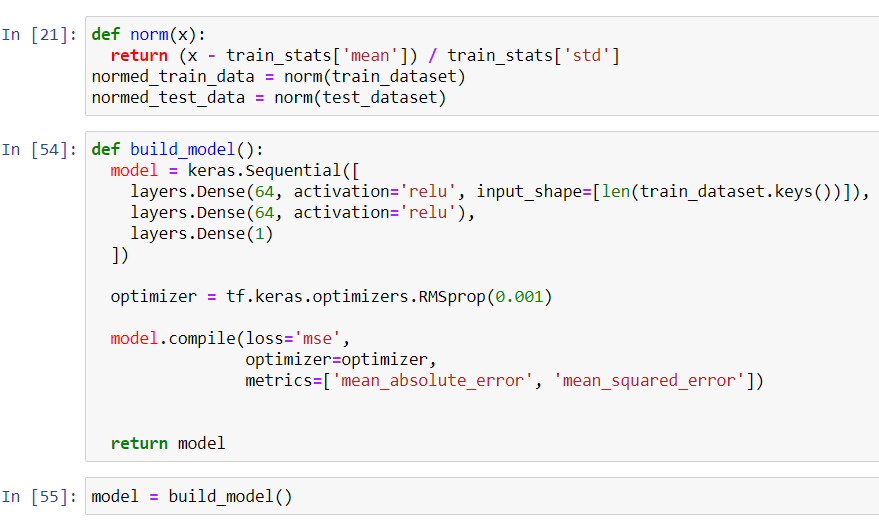 In [21]: def norm(x):
  return (x - train_stats['mean']) / train_stats['std']
normed_train_data = norm(train_dataset)
normed_test_data = norm(test_dataset)
In [54]: def build_model():
  model = keras.Sequential([
    layers.Dense(64, activation='relu', input_shape=[len(train_dataset.keys())]),
    layers.Dense(64, activation='relu'),
    layers.Dense(1)
  ])
  optimizer = tf.keras.optimizers.RMSprop(0.001)
  model.compile(loss='mse',
                optimizer=optimizer,
                metrics=['mean_absolute_error', 'mean_squared_error'])
  return model
In [55]: model = build_model()